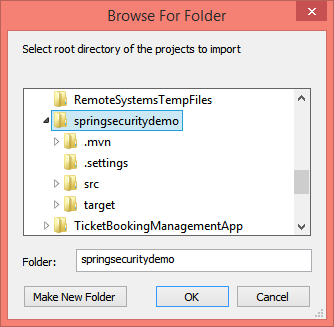 Browse For Folder
Select root directory of the projects to import
RemoteSystemsTempFiles
springsecuritydemo
.mvn
.settings
src
target
TicketBookingManagementApp
Folder: springsecuritydemo
Make New Folder OK Cancel